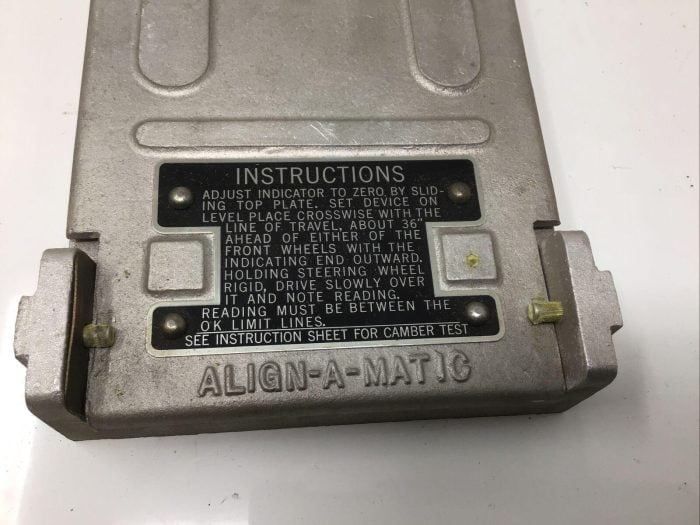 INSTRUCTIONS
ADJUST INDICATOR TO ZERO, BY SLID-
ING TOP PLATE. SET DEVICE ON
LEVEL PLACE CROSSWISE WITH THE
LINE OF TRAVEL, ABOUT 36"
AHEAD OF EITHER OF THE
FRONT WHEELS WITH THE
INDICATING END OUTWARD.
HOLDING STEERING WHEEL
RIGID, DRIVE SLOWLY OVER
IT AND NOTE READING.
READING MUST BE BETWEEN THE
OK LIMIT LINES.
SEE INSTRUCTION SHEET FOR CAMBER TEST
ALIGN-A-MATIC